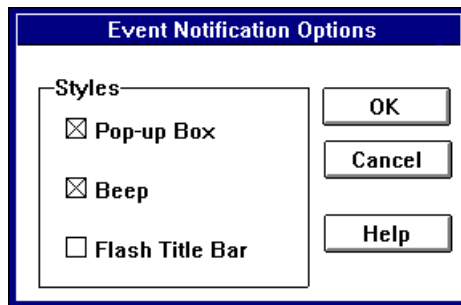 Event Notification Options
Styles
Pop-up Box
Beep
Flash Title Bar
OK
Cancel
Help